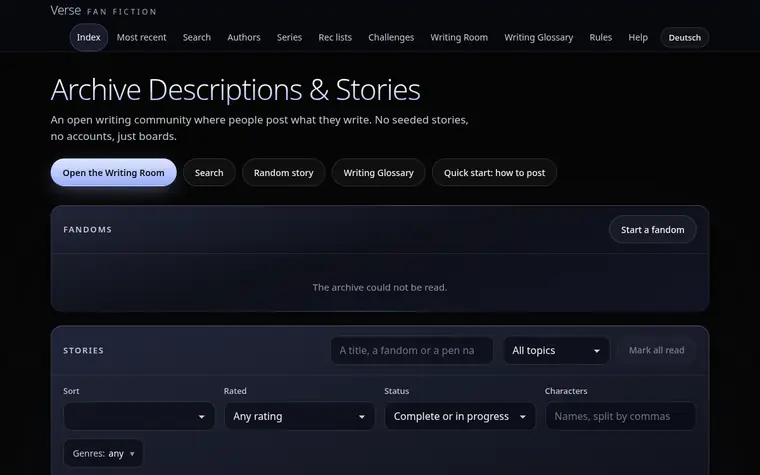 Verse FAN FICTION
Index Most recent Search Authors Series Rec lists Challenges Writing Room Writing Glossary Rules Help Deutsch
Archive Descriptions & Stories
An open writing community where people post what they write. No seeded stories,
no accounts, just boards.
Open the Writing Room Search Random story Writing Glossary Quick start: how to post
FANDOMS Start a fandom
The archive could not be read.
STORIES A title, a fandom or a pen na All topics Mark all read
Sort Rated Status Characters
Any rating Complete or in progress Names, split by commas
Genres: any